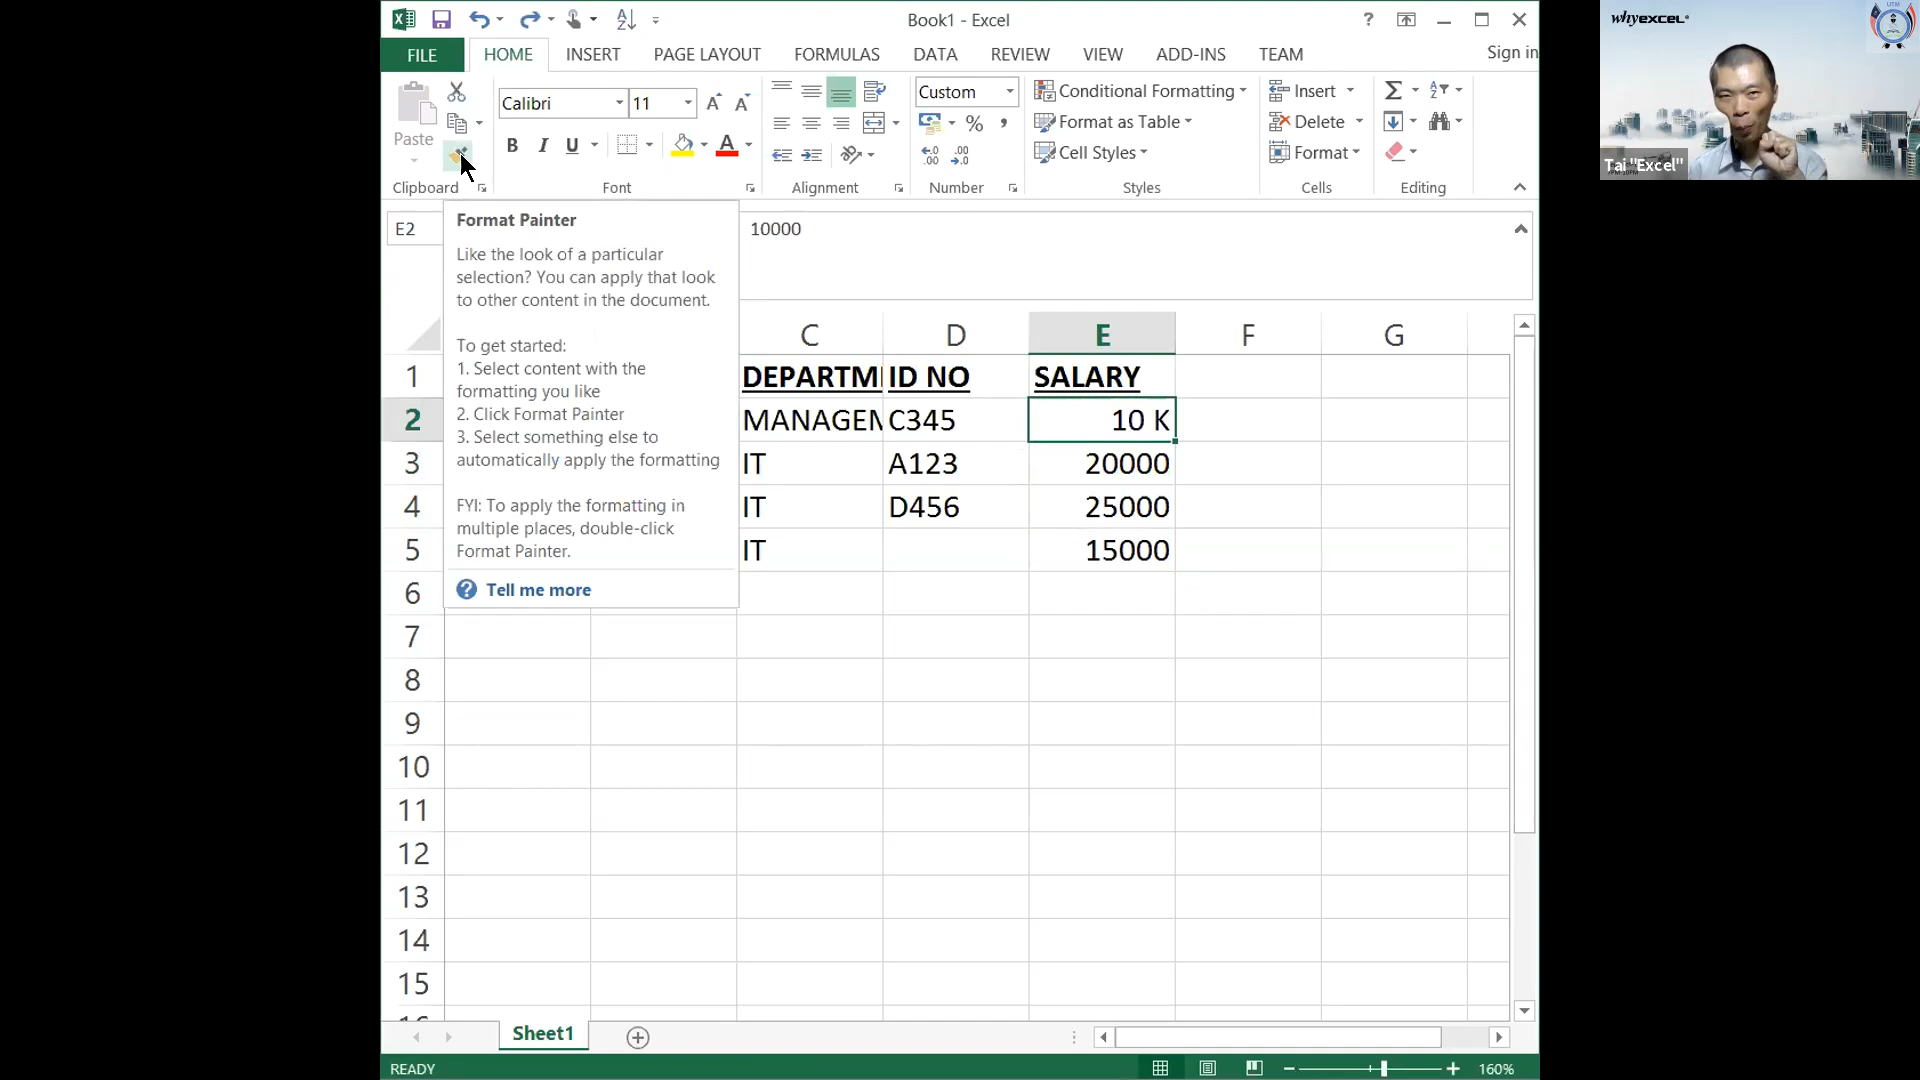 Book1 - Excel
?
FILE
HOME
INSERT
PAGE LAYOUT
FORMULAS
DATA
REVIEW
VIEW
ADD-INS
TEAM
Sign in
Paste
Calibri
11
Custom
Conditional Formatting
Format as Table
Cell Styles
Insert
Delete
Format
Clipboard
Font
Alignment
Number
Styles
Cells
Editing
E2
10000
Format Painter
Like the look of a particular
selection? You can apply that look
to other content in the document.
To get started:
1. Select content with the
formatting you like
2. Click Format Painter
3. Select something else to
automatically apply the formatting
FYI: To apply the formatting in
multiple places, double-click
Format Painter.
Tell me more
C D E F G
1 DEPARTM ID NO SALARY
2 MANAGEM C345 10 K
3 IT A123 20000
4 IT D456 25000
5 IT 15000
6
7
8
9
10
11
12
13
14
15
16
Sheet1
READY
160%
whyEXCEL
UTM
Tai "Excel"